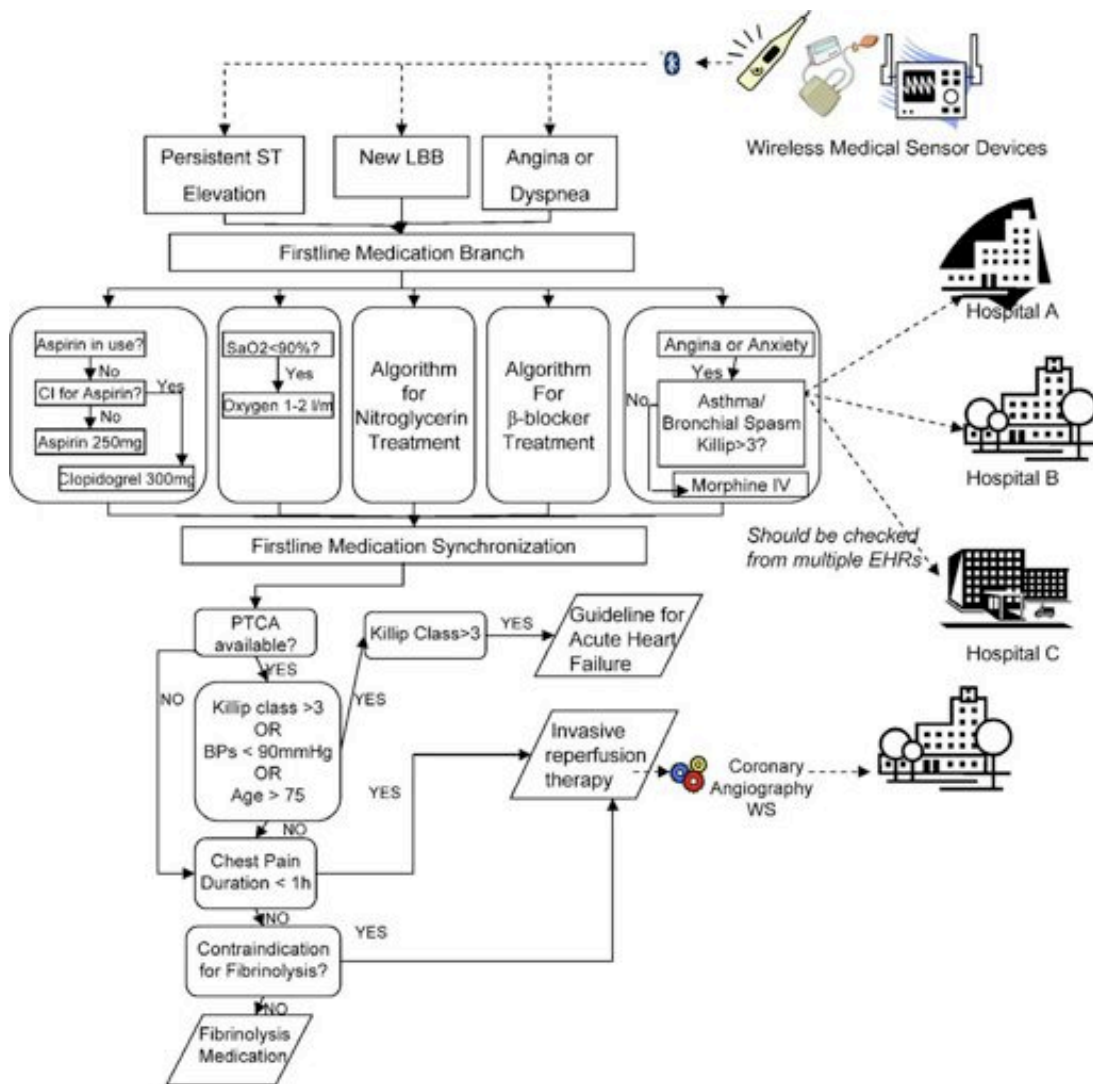 Wireless Medical Sensor Devices
Persistent ST
Elevation
New LBB
Angina or
Dyspnea
Firstline Medication Branch
Aspirin in use?
No
CI for Aspirin?
Yes
No
Aspirin 250mg
Clopidogrel 300mg
SaO2<90%?
Yes
Oxygen 1-2 l/m
Algorithm
for
Nitroglycerin
Treatment
Algorithm
For
β-blocker
Treatment
Angina or Anxiety
Yes
No
Asthma/
Bronchial Spasm
Killip>3?
Morphine IV
Hospital A
Hospital B
Should be checked
from multiple EHRs
Hospital C
Firstline Medication Synchronization
PTCA
available?
YES
NO
Killip Class>3
YES
Guideline for
Acute Heart
Failure
Killip class >3
OR
BPs < 90mmHg
OR
Age > 75
YES
NO
Invasive
reperfusion
therapy
Coronary
Angiography
WS
Chest Pain
Duration < 1h
YES
NO
Contraindication
for Fibrinolysis?
YES
NO
Fibrinolysis
Medication